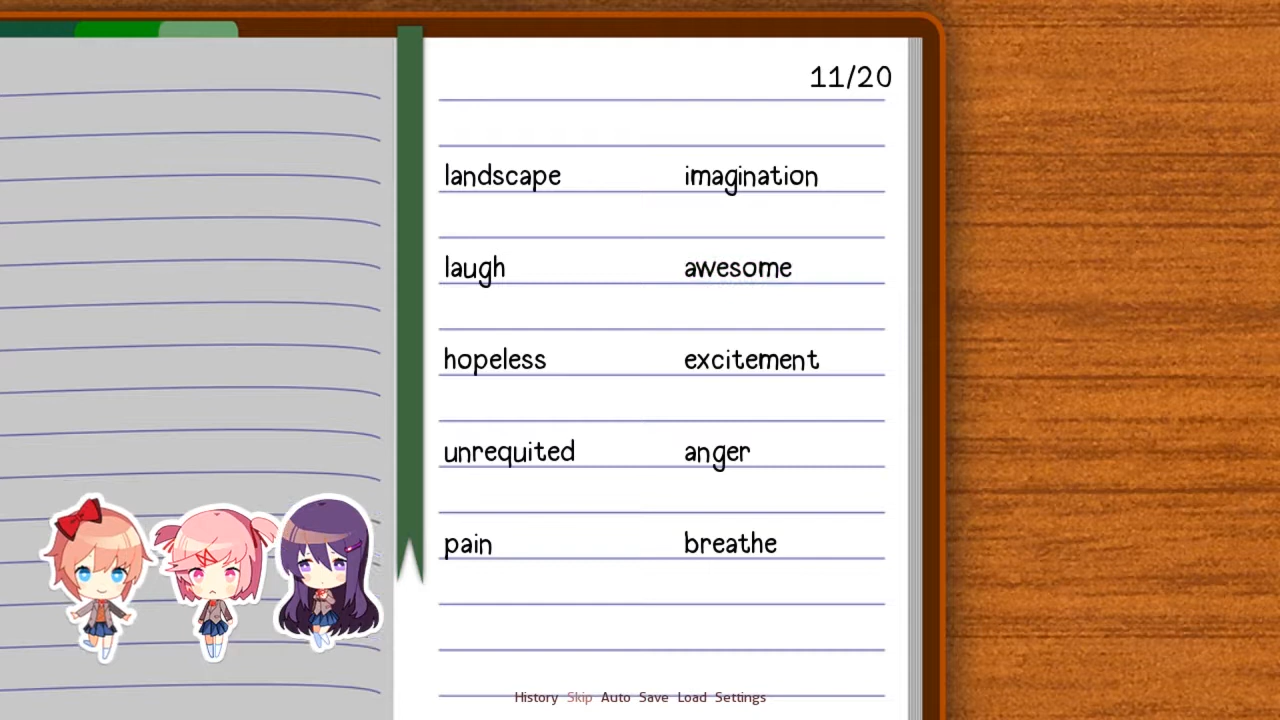 11/20
landscape imagination
laugh awesome
hopeless excitement
unrequited anger
pain breathe
History Skip Auto Save Load Settings